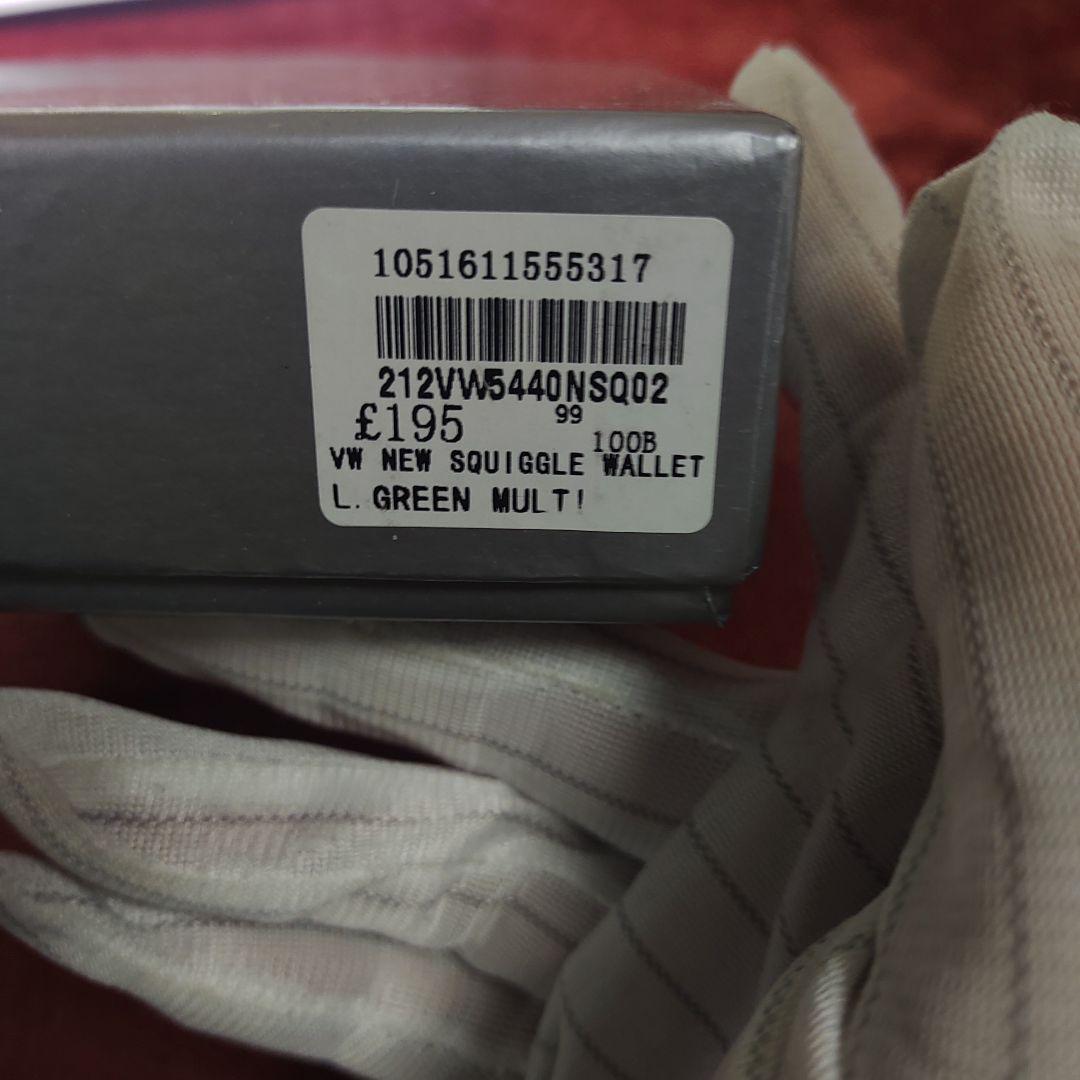 1051611555317
212VW5440NSQ02
£195 99 100B
VW NEW SQUIGGLE WALLET
L. GREEN MULT!